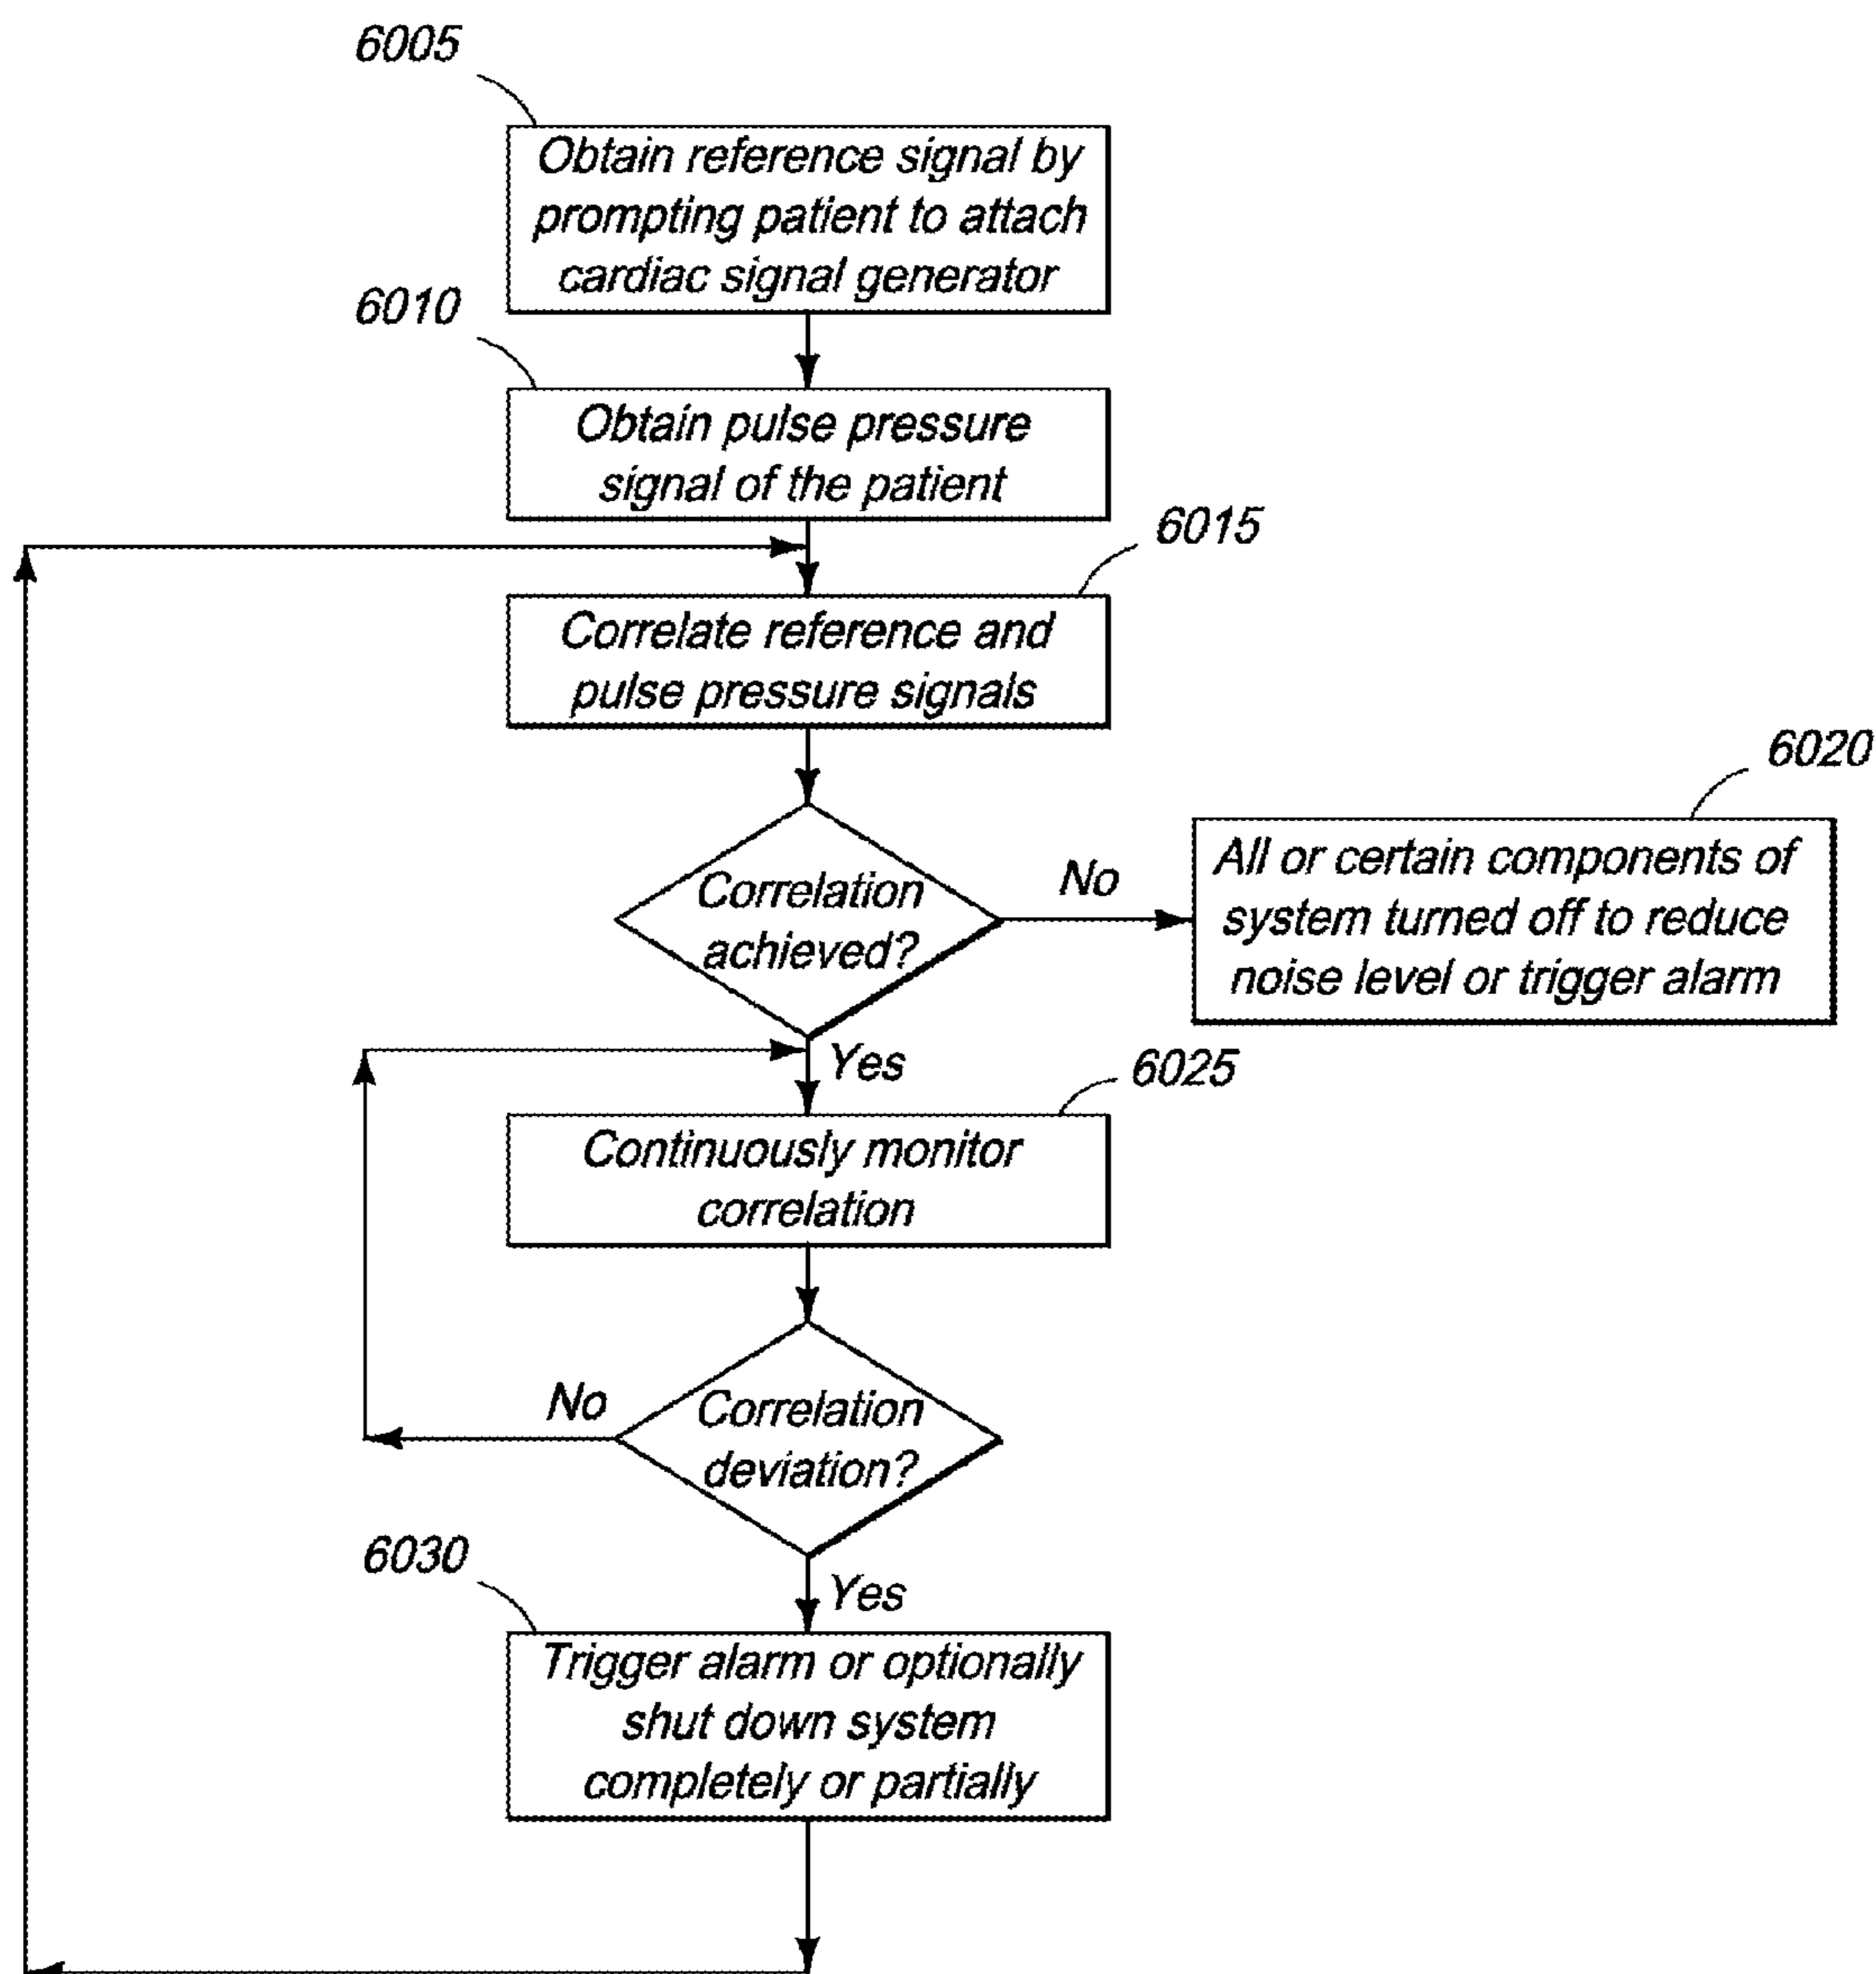 6005
Obtain reference signal by
prompting patient to attach
cardiac signal generator
6010
Obtain pulse pressure
signal of the patient
6015
Correlate reference and
pulse pressure signals
6020
Correlation
achieved?
No
All or certain components of
system turned off to reduce
noise level or trigger alarm
Yes
6025
Continuously monitor
correlation
No
Correlation
deviation?
6030
Yes
Trigger alarm or optionally
shut down system
completely or partially